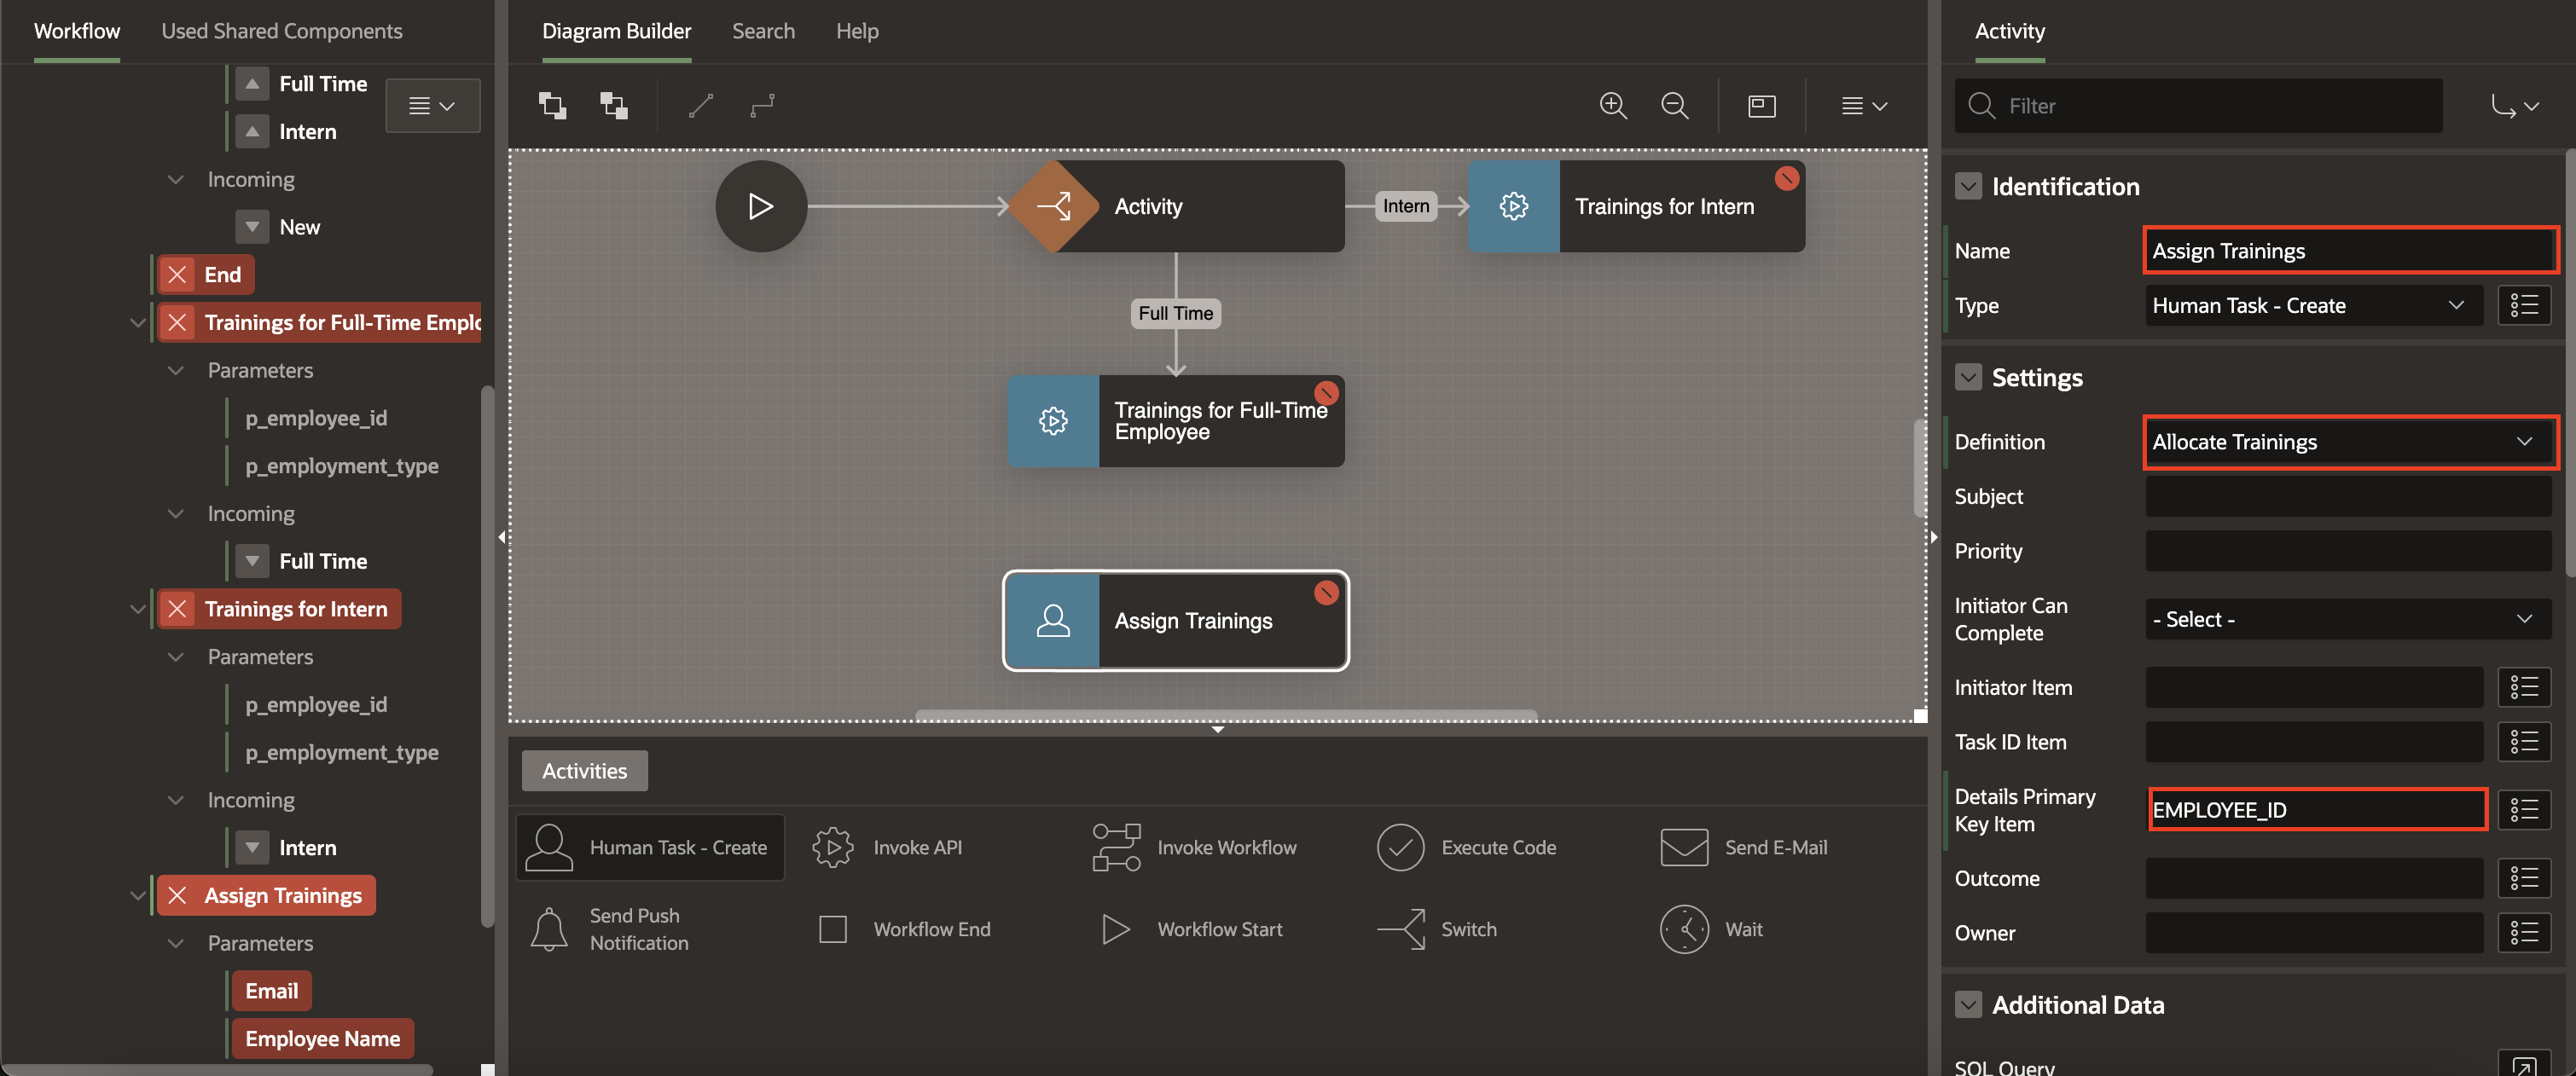 Workflow
Used Shared Components
Full Time
Intern
Incoming
New
End
Trainings for Full-Time Emplo
Parameters
p_employee_id
p_employment_type
Incoming
Full Time
Trainings for Intern
Parameters
p_employee_id
p_employment_type
Incoming
Intern
Assign Trainings
Parameters
Email
Employee Name
Diagram Builder
Search
Help
Activity
Intern
Trainings for Intern
Full Time
Trainings for Full-Time
Employee
Assign Trainings
Activities
Human Task - Create
Invoke API
Invoke Workflow
Execute Code
Send E-Mail
Send Push
Notification
Workflow End
Workflow Start
Switch
Wait
Activity
Filter
Identification
Name
Assign Trainings
Type
Human Task - Create
Settings
Definition
Allocate Trainings
Subject
Priority
Initiator Can
Complete
- Select -
Initiator Item
Task ID Item
Details Primary
Key Item
EMPLOYEE_ID
Outcome
Owner
Additional Data
SQL Query